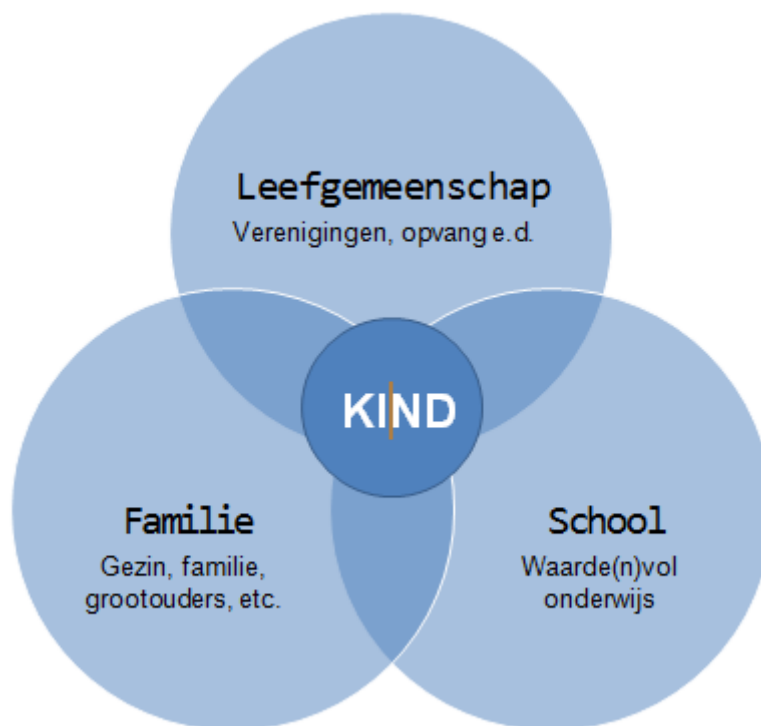 Leefgemeenschap
Verenigingen, opvang e.d.
KIND
Familie
Gezin, familie,
grootouders, etc.
School
Waarde(n)vol
onderwijs